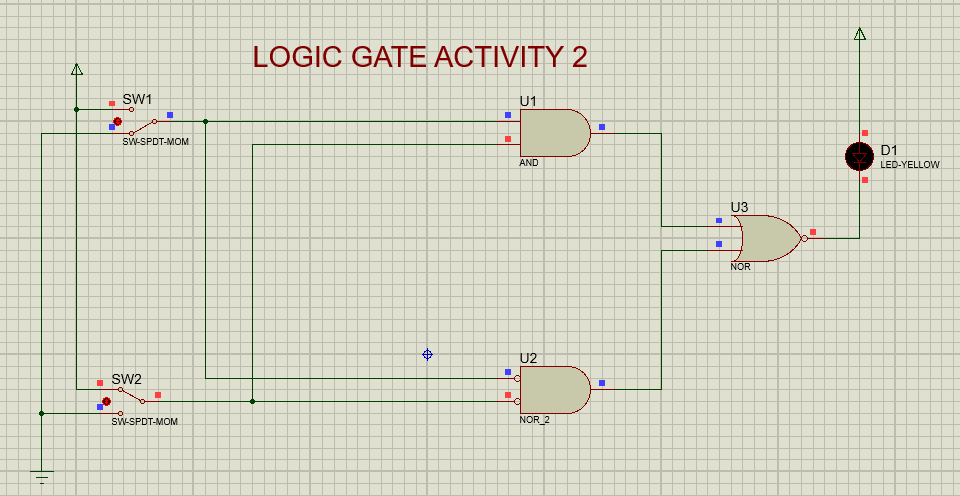 LOGIC GATE ACTIVITY 2
SW1
SW-SPDT-MOM
U1
AND
D1
LED-YELLOW
U3
NOR
SW2
SW-SPDT-MOM
U2
NOR_2